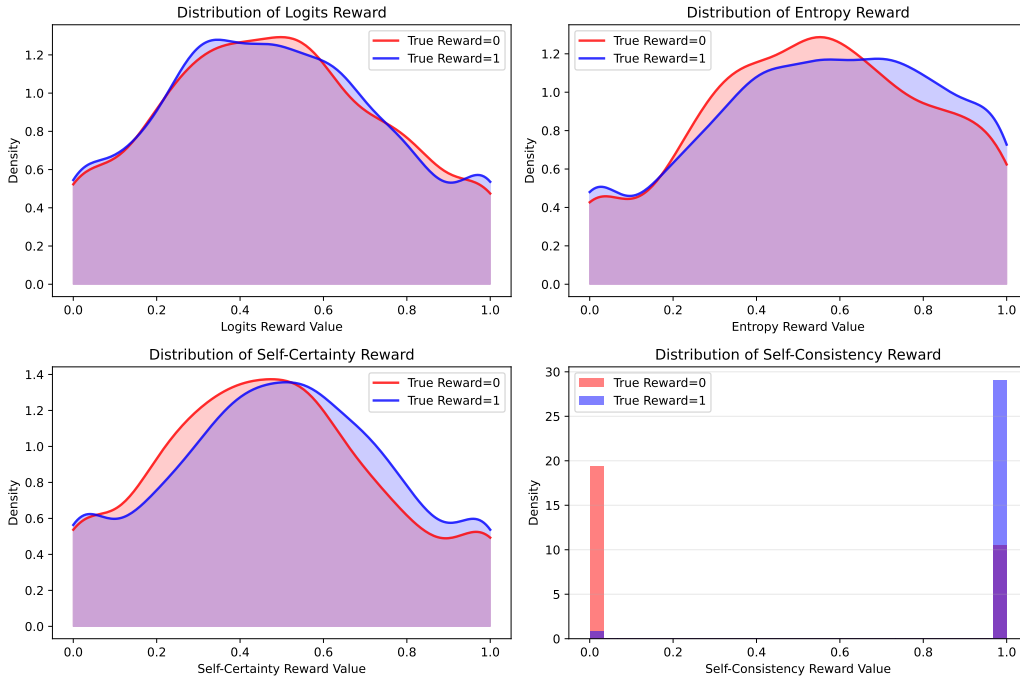 Distribution of Logits Reward
True Reward=0
True Reward=1
Density
1.2
1.0
0.8
0.6
0.4
0.2
0.0
0.0 0.2 0.4 0.6 0.8 1.0
Logits Reward Value
Distribution of Entropy Reward
True Reward=0
True Reward=1
Density
1.2
1.0
0.8
0.6
0.4
0.2
0.0
0.0 0.2 0.4 0.6 0.8 1.0
Entropy Reward Value
Distribution of Self-Certainty Reward
True Reward=0
True Reward=1
Density
1.4
1.2
1.0
0.8
0.6
0.4
0.2
0.0
0.0 0.2 0.4 0.6 0.8 1.0
Self-Certainty Reward Value
Distribution of Self-Consistency Reward
True Reward=0
True Reward=1
Density
30
25
20
15
10
5
0
0.0 0.2 0.4 0.6 0.8 1.0
Self-Consistency Reward Value